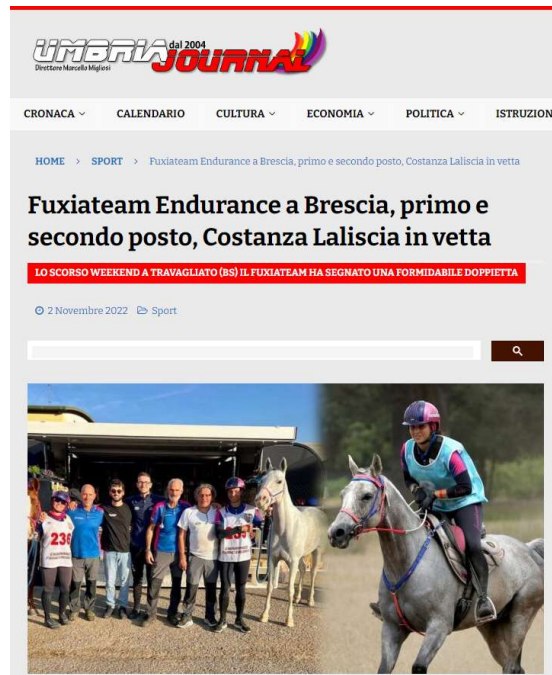 UMBRIA dal 2004
JOURNAL
Direttore Marcello Migliosi
CRONACA CALENDARIO CULTURA ECONOMIA POLITICA ISTRUZION
HOME > SPORT > Fuxiateam Endurance a Brescia, primo e secondo posto, Costanza Laliscia in vetta
Fuxiateam Endurance a Brescia, primo e
secondo posto, Costanza Laliscia in vetta
LO SCORSO WEEKEND A TRAVAGLIATO (BS) IL FUXIATEAM HA SEGNATO UNA FORMIDABILE DOPPIETTA
2 Novembre 2022 Sport
236